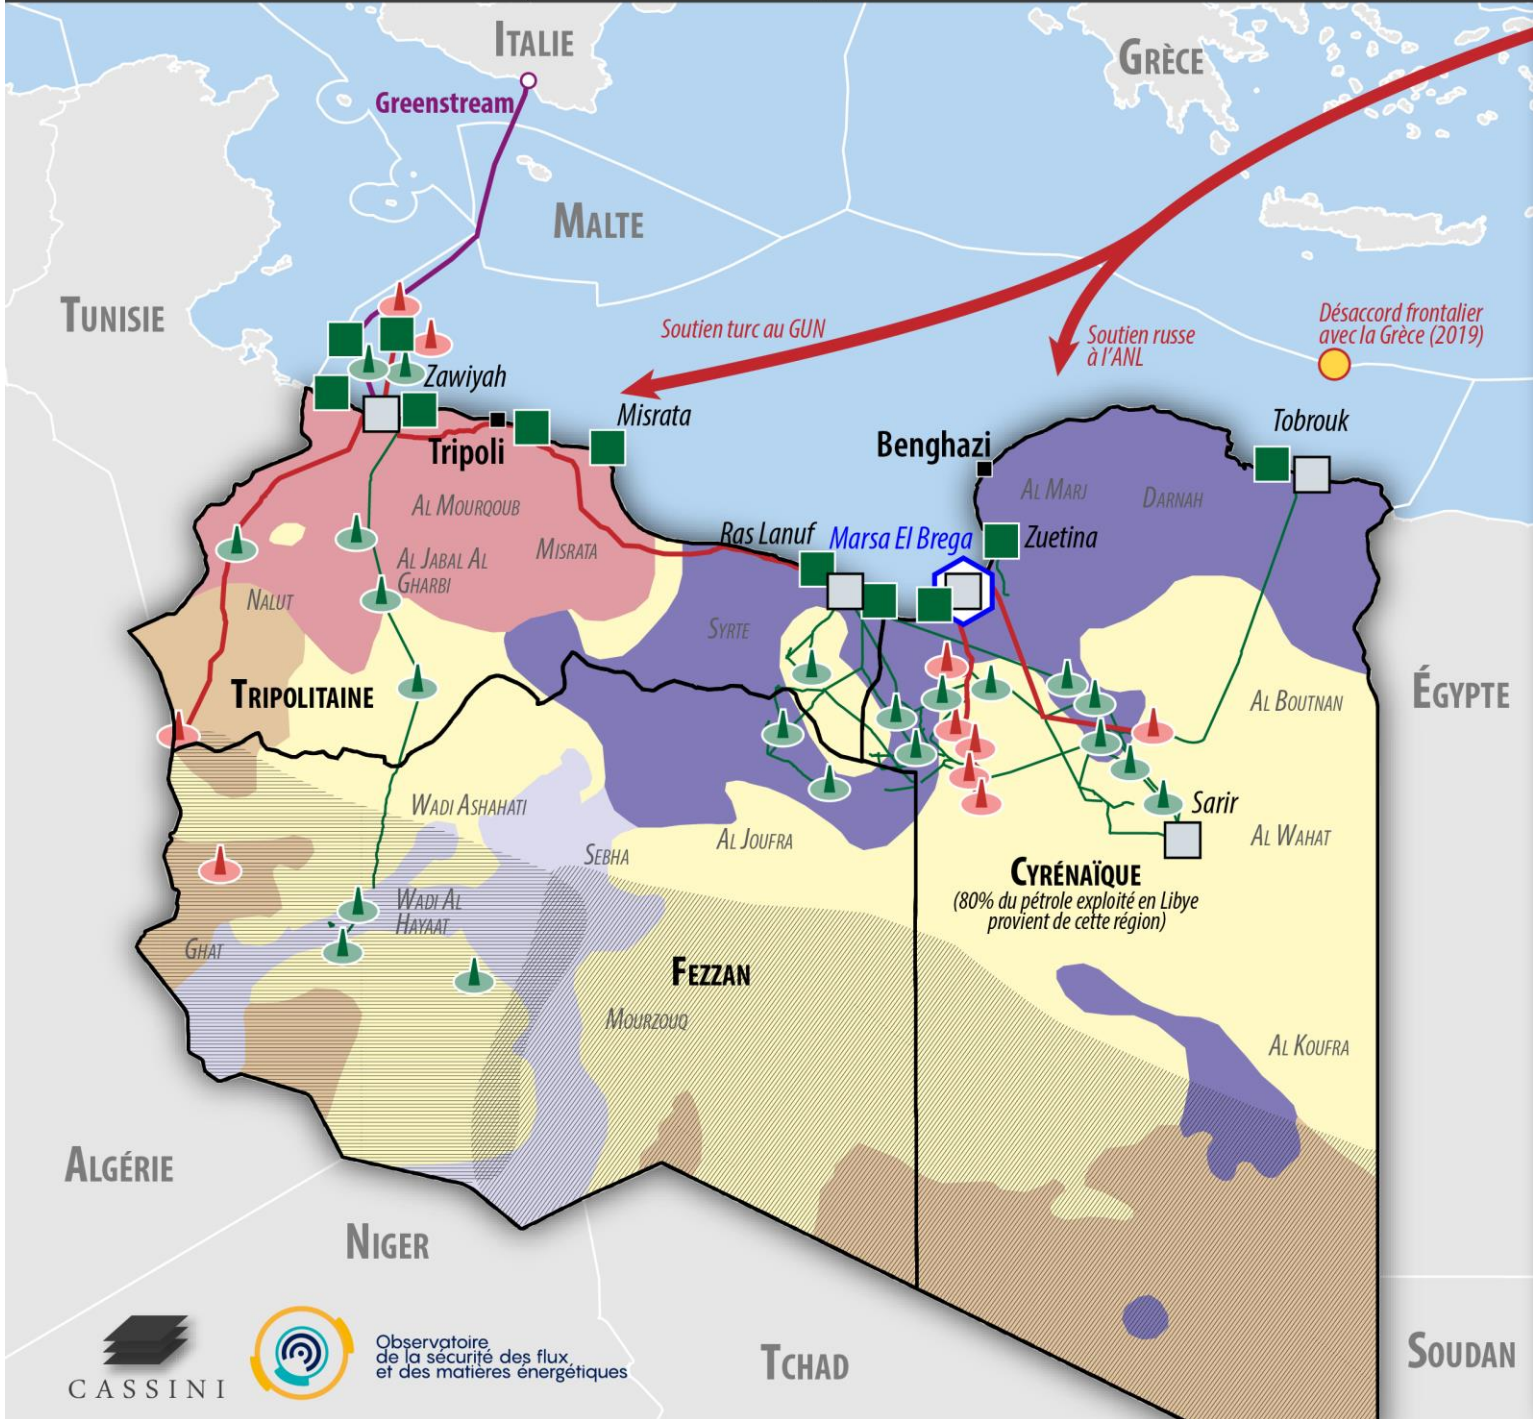 ITALIE
GRÈCE
Greenstream
MALTE
TUNISIE
Soutien turc au GUN
Soutien russe
à l'ANL
Désaccord frontalier
avec la Grèce (2019)
Zawiyah
Misrata
Tripoli
Benghazi
Tobrouk
AL MOURQOUB
AL MARJ
DARNAH
MISRATA
Ras Lanuf
Marsa El Brega
Zuetina
AL JABAL AL
GHARBI
NALUT
SYRTE
TRIPOLITAINE
AL BOUTNAN
ÉGYPTE
WADI ASHAHATI
Sarir
AL JOUFRA
AL WAHAT
SEBHA
CYRÉNAÏQUE
(80% du pétrole exploité en Libye
provient de cette région)
WADI AL
HAYAAT
GHAT
FEZZAN
MOURZOUQ
AL KOUFRA
ALGÉRIE
NIGER
TCHAD
SOUDAN
CASSINI
Observatoire
de la sécurité des flux
et des matières énergétiques